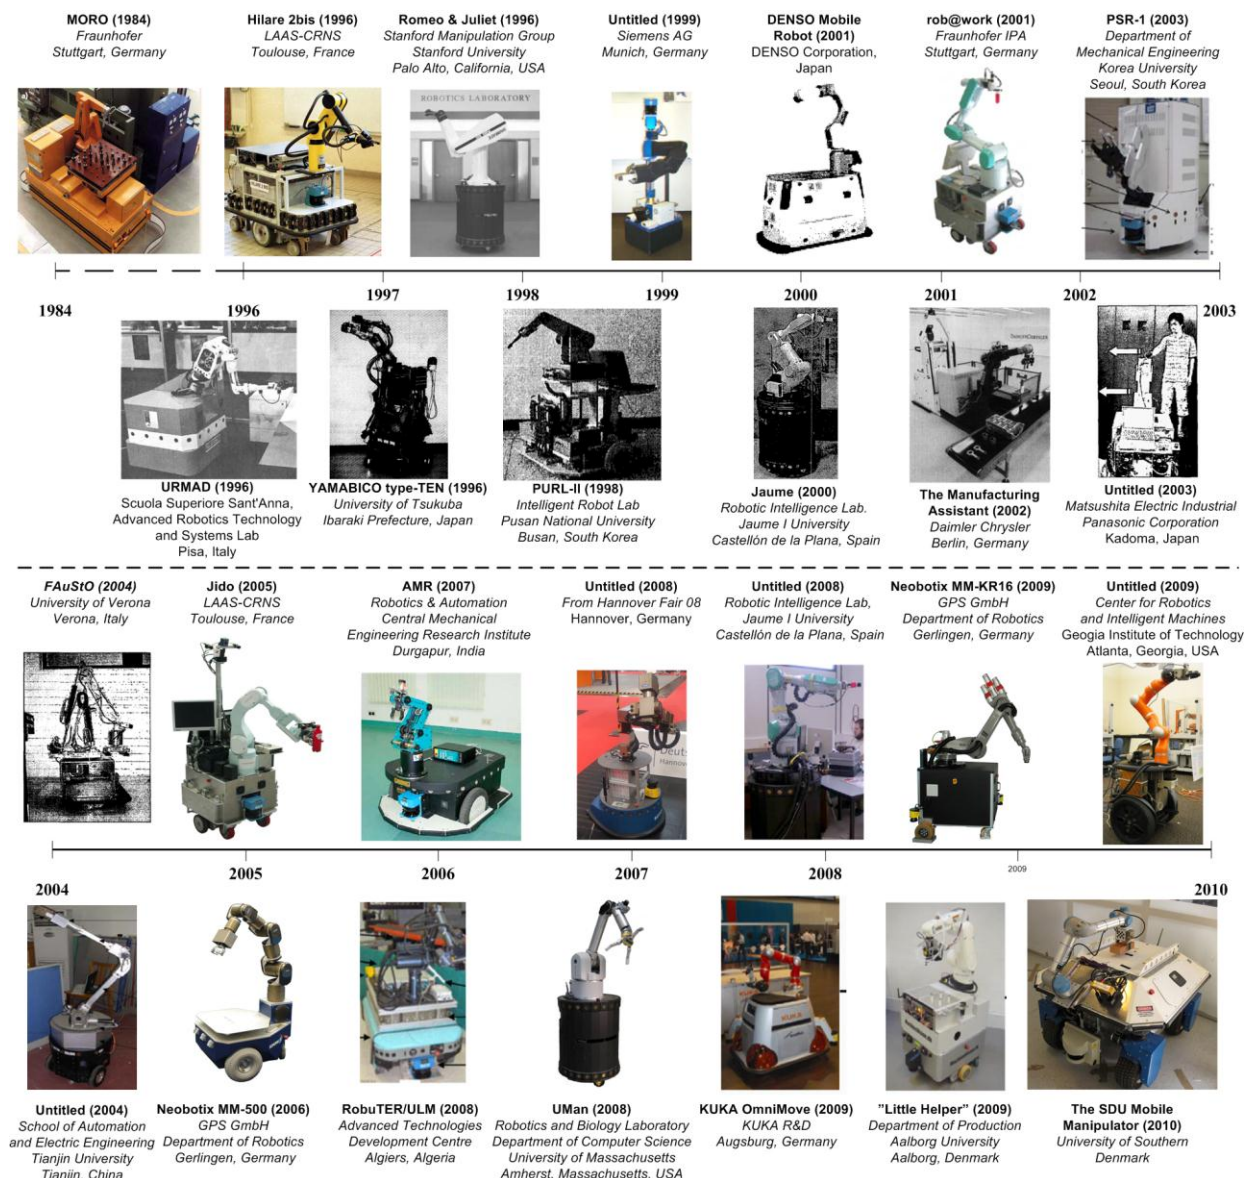 MORO (1984)
Fraunhofer
Stuttgart, Germany
Hilare 2bis (1996)
LAAS-CRNS
Toulouse, France
Romeo & Juliet (1996)
Stanford Manipulation Group
Stanford University
Palo Alto, California, USA
Untitled (1999)
Siemens AG
Munich, Germany
DENSO Mobile
Robot (2001)
DENSO Corporation,
Japan
rob@work (2001)
Fraunhofer IPA
Stuttgart, Germany
PSR-1 (2003)
Department of
Mechanical Engineering
Korea University
Seoul, South Korea
ROBOTICS LABORATORY
1984
1996
1997
1998
1999
2000
2001
2002
2003
URMAD (1996)
Scuola Superiore Sant'Anna,
Advanced Robotics Technology
and Systems Lab
Pisa, Italy
YAMABICO type-TEN (1996)
University of Tsukuba
Ibaraki Prefecture, Japan
PURL-II (1998)
Intelligent Robot Lab
Pusan National University
Busan, South Korea
Jaume (2000)
Robotic Intelligence Lab.
Jaume I University
Castellón de la Plana, Spain
The Manufacturing
Assistant (2002)
Daimler Chrysler
Berlin, Germany
Untitled (2003)
Matsushita Electric Industrial
Panasonic Corporation
Kadoma, Japan
FAuStO (2004)
University of Verona
Verona, Italy
Jido (2005)
LAAS-CRNS
Toulouse, France
AMR (2007)
Robotics & Automation
Central Mechanical
Engineering Research Institute
Durgapur, India
Untitled (2008)
From Hannover Fair 08
Hannover, Germany
Untitled (2008)
Robotic Intelligence Lab,
Jaume I University
Castellón de la Plana, Spain
Neobotix MM-KR16 (2009)
GPS GmbH
Department of Robotics
Gerlingen, Germany
Untitled (2009)
Center for Robotics
and Intelligent Machines
Geogia Institute of Technology
Atlanta, Georgia, USA
2004
2005
2006
2007
2008
2009
2010
KUKA
Untitled (2004)
School of Automation
and Electric Engineering
Tianjin University
Tianjin, China
Neobotix MM-500 (2006)
GPS GmbH
Department of Robotics
Gerlingen, Germany
RobuTER/ULM (2008)
Advanced Technologies
Development Centre
Algiers, Algeria
UMan (2008)
Robotics and Biology Laboratory
Department of Computer Science
University of Massachusetts
Amherst, Massachusetts, USA
KUKA OmniMove (2009)
KUKA R&D
Augsburg, Germany
”Little Helper” (2009)
Department of Production
Aalborg University
Aalborg, Denmark
The SDU Mobile
Manipulator (2010)
University of Southern
Denmark